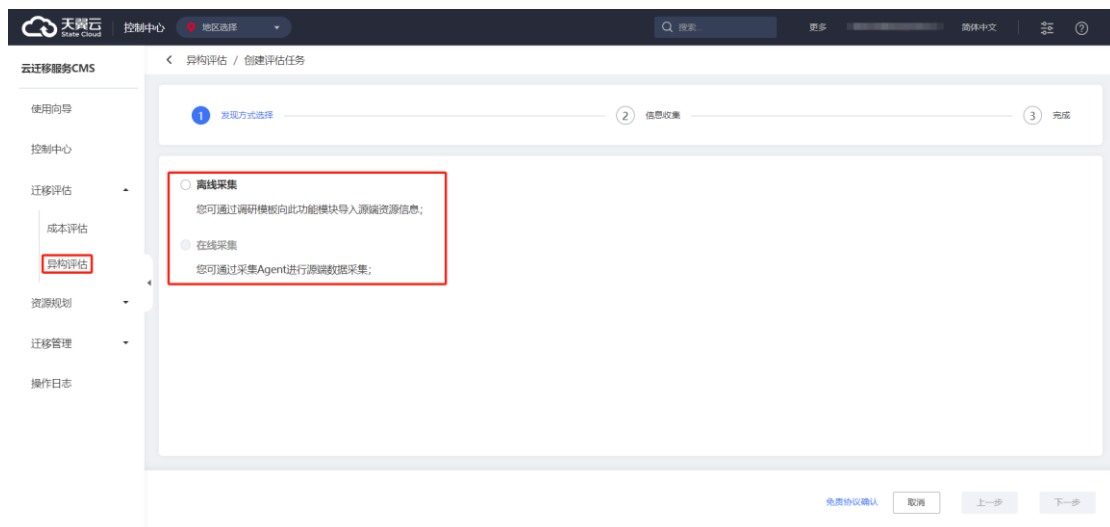 天翼云
State Cloud
控制中心
地区选择
搜索...
更多
简体中文
云迁移服务CMS
异构评估 / 创建评估任务
使用向导
控制中心
迁移评估
成本评估
异构评估
资源规划
迁移管理
操作日志
1 发现方式选择
2 信息收集
3 完成
离线采集
您可通过调研模板向此功能模块导入源端资源信息；
在线采集
您可通过采集Agent进行源端数据采集；
免责协议确认
取消
上一步
下一步